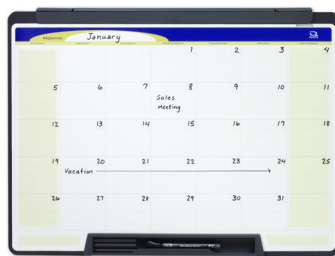 MONTH January
1 2 3 4
5 6 7 8 9 10 11
Sales
Meeting
12 13 14 15 16 17 18
19 20 21 22 23 24 25
Vacation
26 27 28 29 30 31